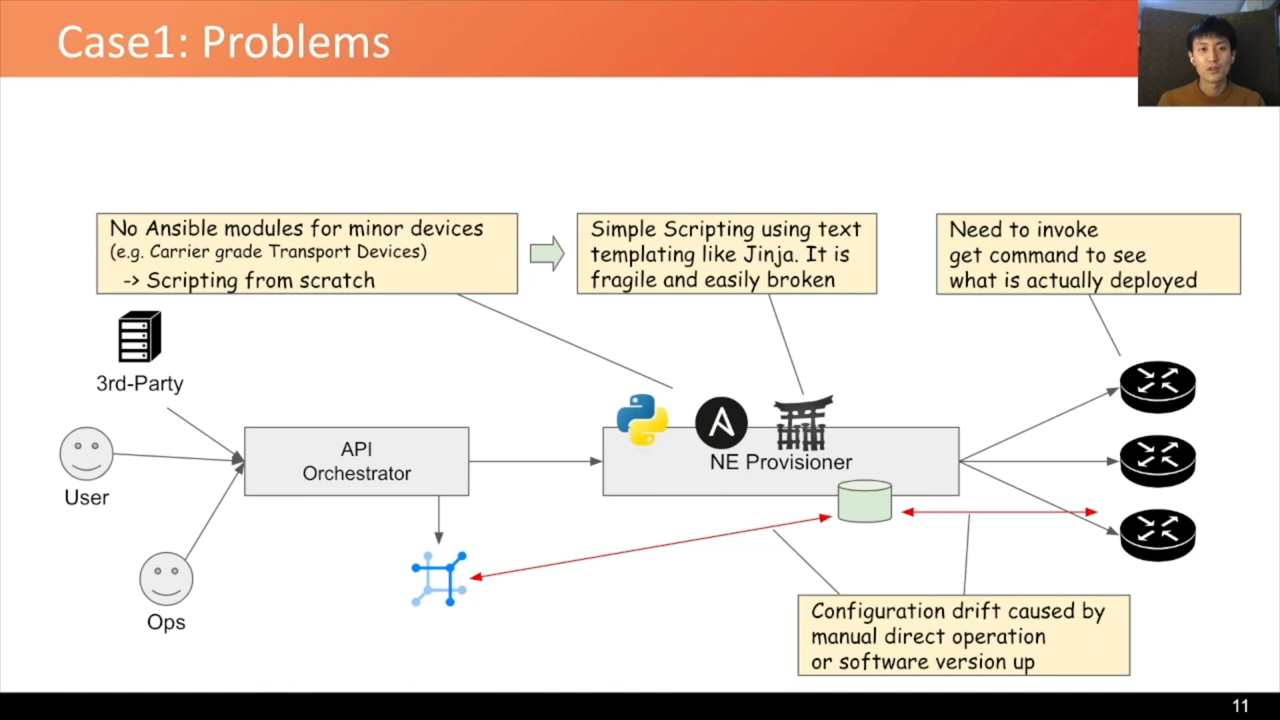 Case1: Problems
No Ansible modules for minor devices
(e.g. Carrier grade Transport Devices)
-> Scripting from scratch
Simple Scripting using text
templating like Jinja. It is
fragile and easily broken
Need to invoke
get command to see
what is actually deployed
3rd-Party
User
Ops
API
Orchestrator
A
NE Provisioner
Configuration drift caused by
manual direct operation
or software version up
11